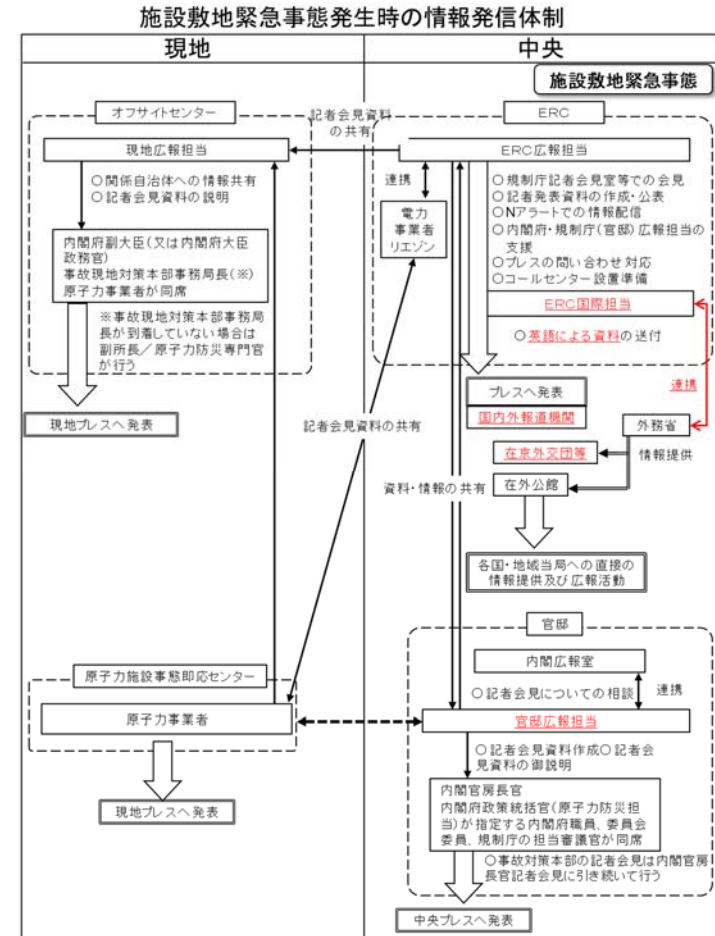 施設敷地緊急事態発生時の情報発信体制
現地
中央
施設敷地緊急事態
オフサイトセンター
現地広報担当
○関係自治体への情報共有
○記者会見資料の説明
内閣府副大臣(又は内閣府大臣
政務官)
事故現地対策本部事務局長(※)
原子力事業者が同席
※事故現地対策本部事務局
長が到着していない場合は
副所長/原子力防災専門官
が行う
現地プレスへ発表
記者会見資料
の共有
ERC
ERC広報担当
連携
電力
事業者
リエゾン
○規制庁記者会見室等での会見
○記者発表資料の作成・公表
○Nアラートでの情報配信
○内閣府・規制庁(官邸)広報担当の
支援
○プレスの問い合わせ対応
○コールセンター設置準備
ERC国際担当
○英語による資料の送付
プレスへ発表
国内外報道機関
連携
外務省
情報提供
在京外交団等
在外公館
各国・地域当局への直接の
情報提供及び広報活動
記者会見資料の共有
資料・情報の共有
原子力施設事態即応センター
原子力事業者
現地プレスへ発表
官邸
内閣広報室
○記者会見についての相談
連携
官邸広報担当
○記者会見資料作成○記者会
見資料の御説明
内閣官房長官
内閣府政策統括官(原子力防災担
当)が指定する内閣府職員、委員会
委員、規制庁の担当審議官が同席
○事故対策本部の記者会見は内閣官房
長官記者会見に引き続いて行う
中央プレスへ発表